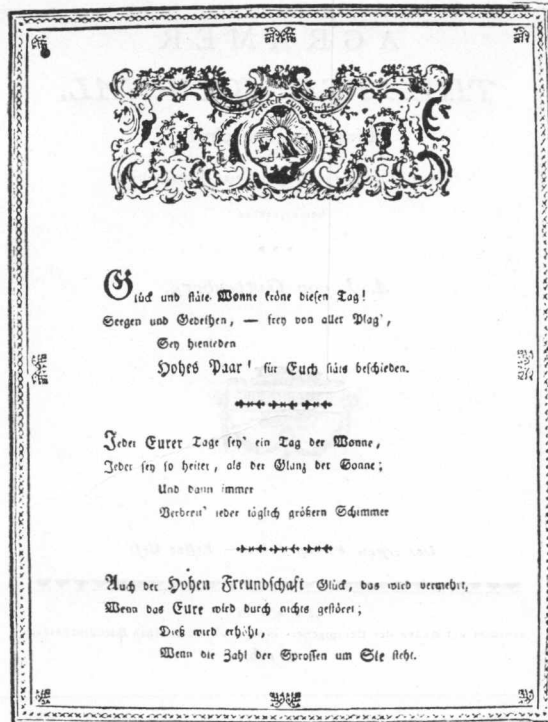 Glück und stäte Wonne kröne diesen Tag!
Seegen und Gedeihen, — frey von aller Plag',
Sey hienieden
Hohes Paar! für Euch stäts beschieden.
Jeder Eurer Tage sey' ein Tag der Wonne,
Jeder sey so heiter, als der Glanz der Sonne;
Und dann immer
Verbreit' jeder täglich größern Schimmer
Auch der Hohen Freundschaft Glück, das wird vermehrt,
Wenn das Eure wird durch nichts gestöret;
Dieß wird erhöht,
Wenn die Zahl der Sprossen um Sie steht.